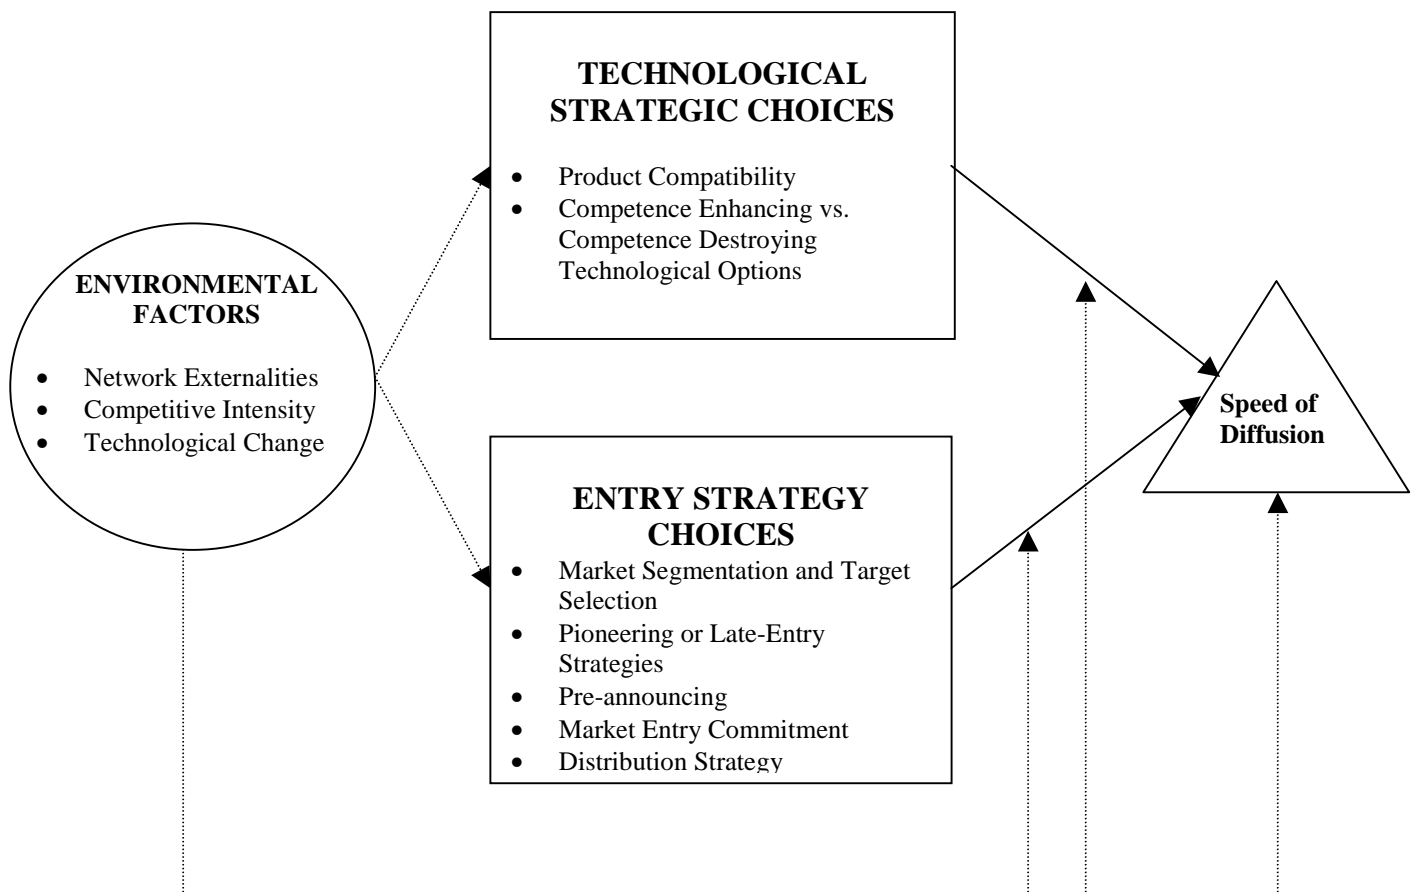 TECHNOLOGICAL
STRATEGIC CHOICES
• Product Compatibility
• Competence Enhancing vs.
Competence Destroying
Technological Options
ENVIRONMENTAL
FACTORS
• Network Externalities
• Competitive Intensity
• Technological Change
Speed of
Diffusion
ENTRY STRATEGY
CHOICES
• Market Segmentation and Target
Selection
• Pioneering or Late-Entry
Strategies
• Pre-announcing
• Market Entry Commitment
• Distribution Strategy